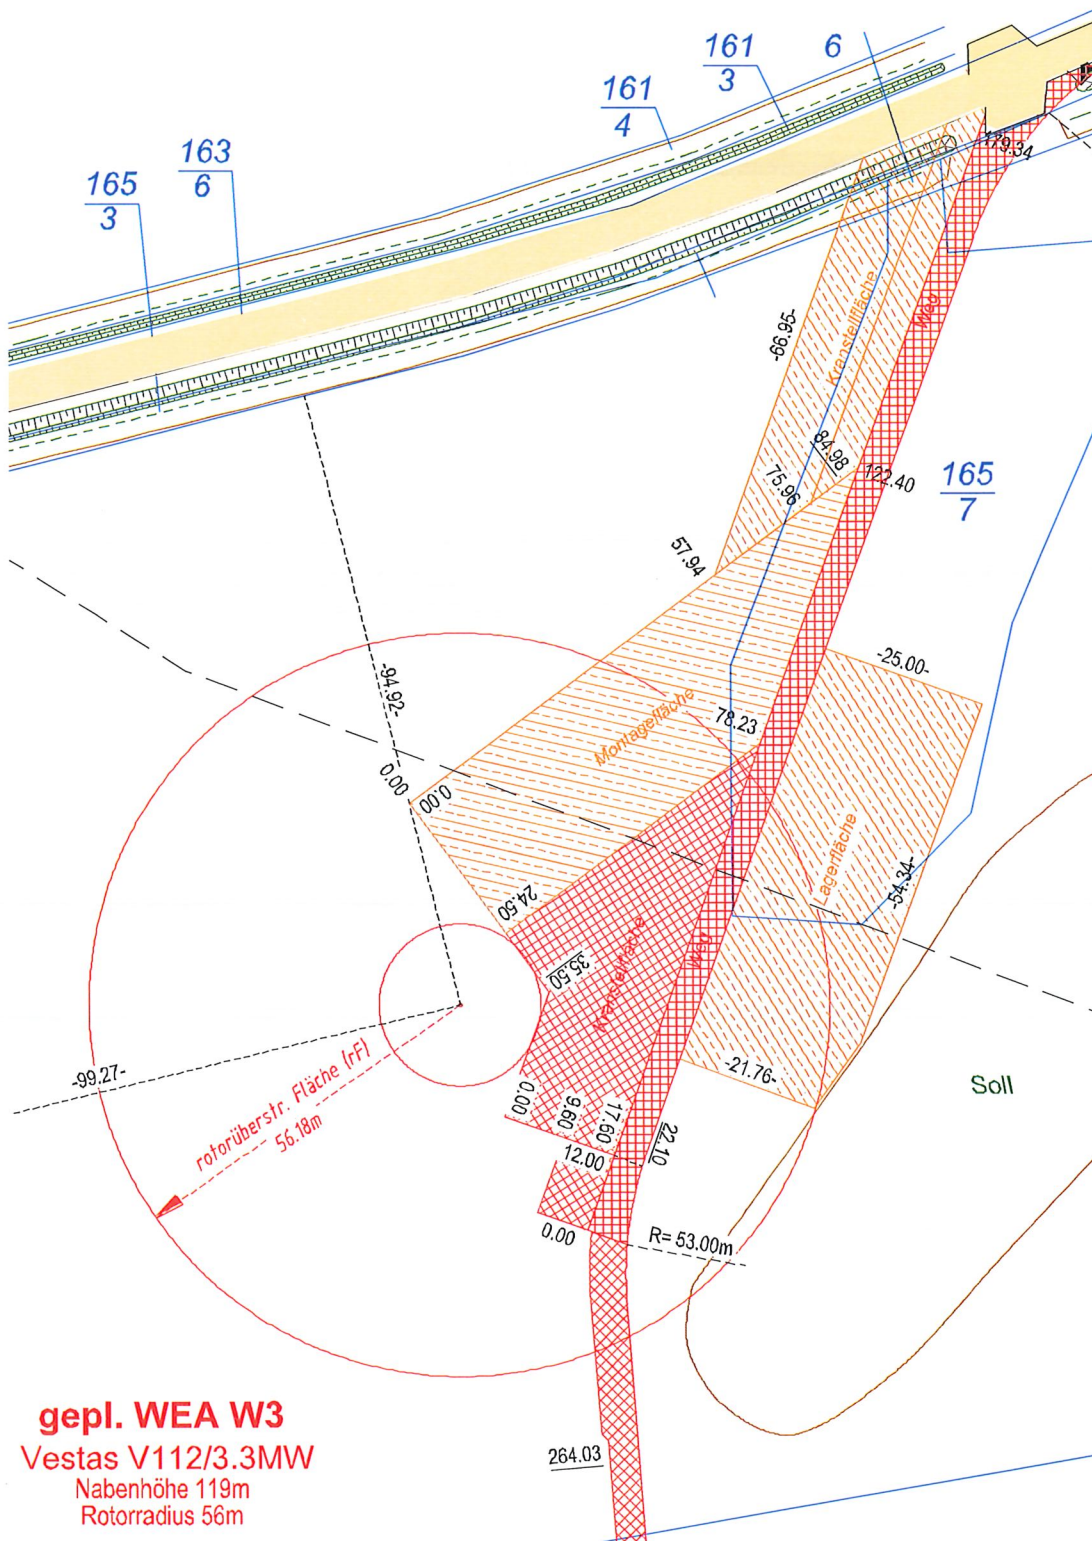 161
3
6
161
4
163
6
165
3
179.34
-66.95-
Kranstellfläche
Weg
84.98
75.96
122.40
165
7
57.94
-25.00-
-94.92-
Montagefläche
78.23
0.00
0.00
agerfläche
-54.34-
24.50
35.50
Kranstellfläche
Weg
-99.27-
rotorüberstr. Fläche (rF)
56.18m
-21.76-
Soll
0.00
9.60
17.60
22.10
12.00
0.00
R= 53.00m
264.03
gepl. WEA W3
Vestas V112/3.3MW
Nabenhöhe 119m
Rotorradius 56m